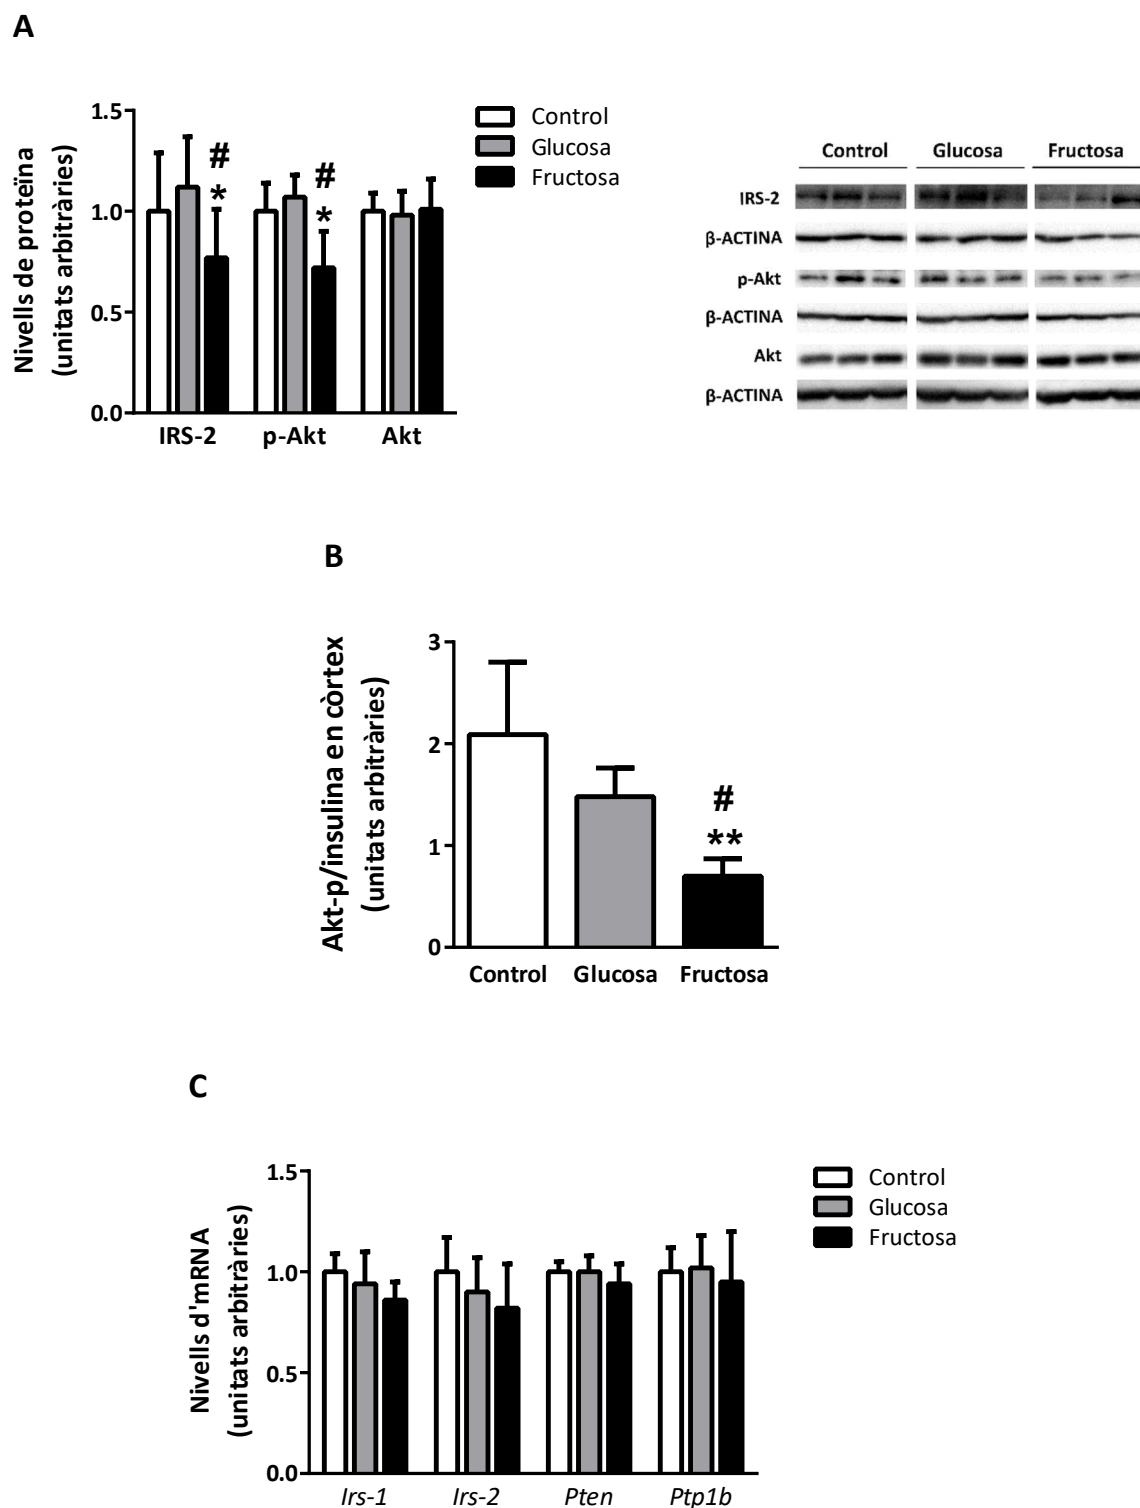 A
Nivells de proteïna
(unitats arbitràries)
1.5
1.0
0.5
0.0
#
*
#
*
IRS-2 p-Akt Akt
Control
Glucosa
Fructosa
Control Glucosa Fructosa
IRS-2
β-ACTINA
p-Akt
β-ACTINA
Akt
β-ACTINA
B
Akt-p/insulina en còrtex
(unitats arbitràries)
3
2
1
0
#
**
Control Glucosa Fructosa
C
Nivells d'mRNA
(unitats arbitràries)
1.5
1.0
0.5
0.0
Irs-1 Irs-2 Pten Ptp1b
Control
Glucosa
Fructosa